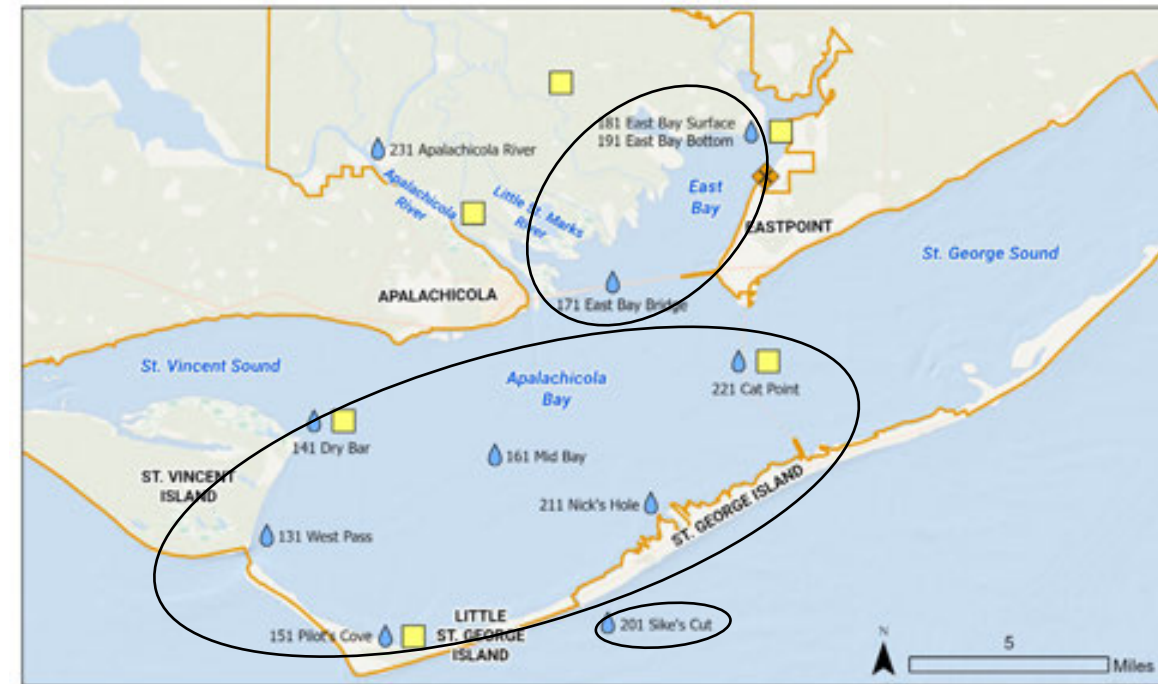 181 East Bay Surface
191 East Bay Bottom
231 Apalachicola River
Apalachicola
River
Little St. Marks
River
East
Bay
EASTPOINT
St. George Sound
APALACHICOLA
171 East Bay Bridge
St. Vincent Sound
Apalachicola
Bay
221 Cat Point
141 Dry Bar
161 Mid Bay
ST. VINCENT
ISLAND
211 Nick's Hole
ST. GEORGE ISLAND
131 West Pass
LITTLE
ST. GEORGE
ISLAND
151 Pilot's Cove
201 Sike's Cut
N
5
Miles